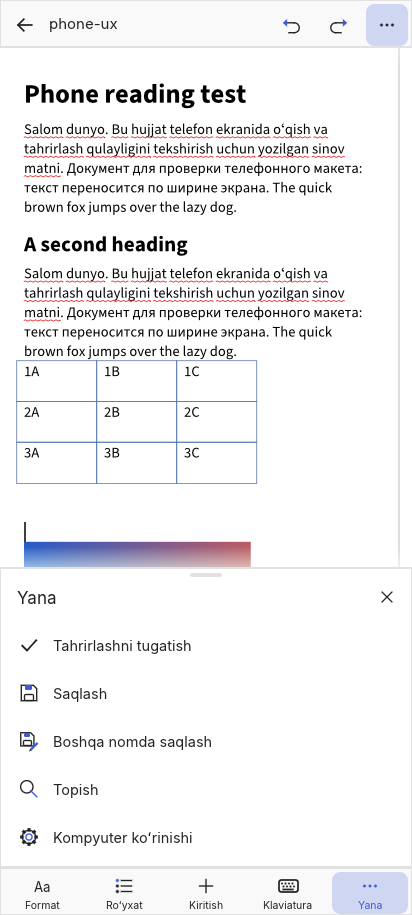 phone-ux
Phone reading test
Salom dunyo. Bu hujjat telefon ekranida oʻqish va
tahrirlash qulayligini tekshirish uchun yozilgan sinov
matni. Документ для проверки телефонного макета:
текст переносится по ширине экрана. The quick
brown fox jumps over the lazy dog.
A second heading
Salom dunyo. Bu hujjat telefon ekranida oʻqish va
tahrirlash qulayligini tekshirish uchun yozilgan sinov
matni. Документ для проверки телефонного макета:
текст переносится по ширине экрана. The quick
brown fox jumps over the lazy dog.
1A 1B 1C
2A 2B 2C
3A 3B 3C
Yana
Tahrirlashni tugatish
Saqlash
Boshqa nomda saqlash
Topish
Kompyuter koʻrinishi
Aa
Format Roʻyxat Kiritish Klaviatura Yana